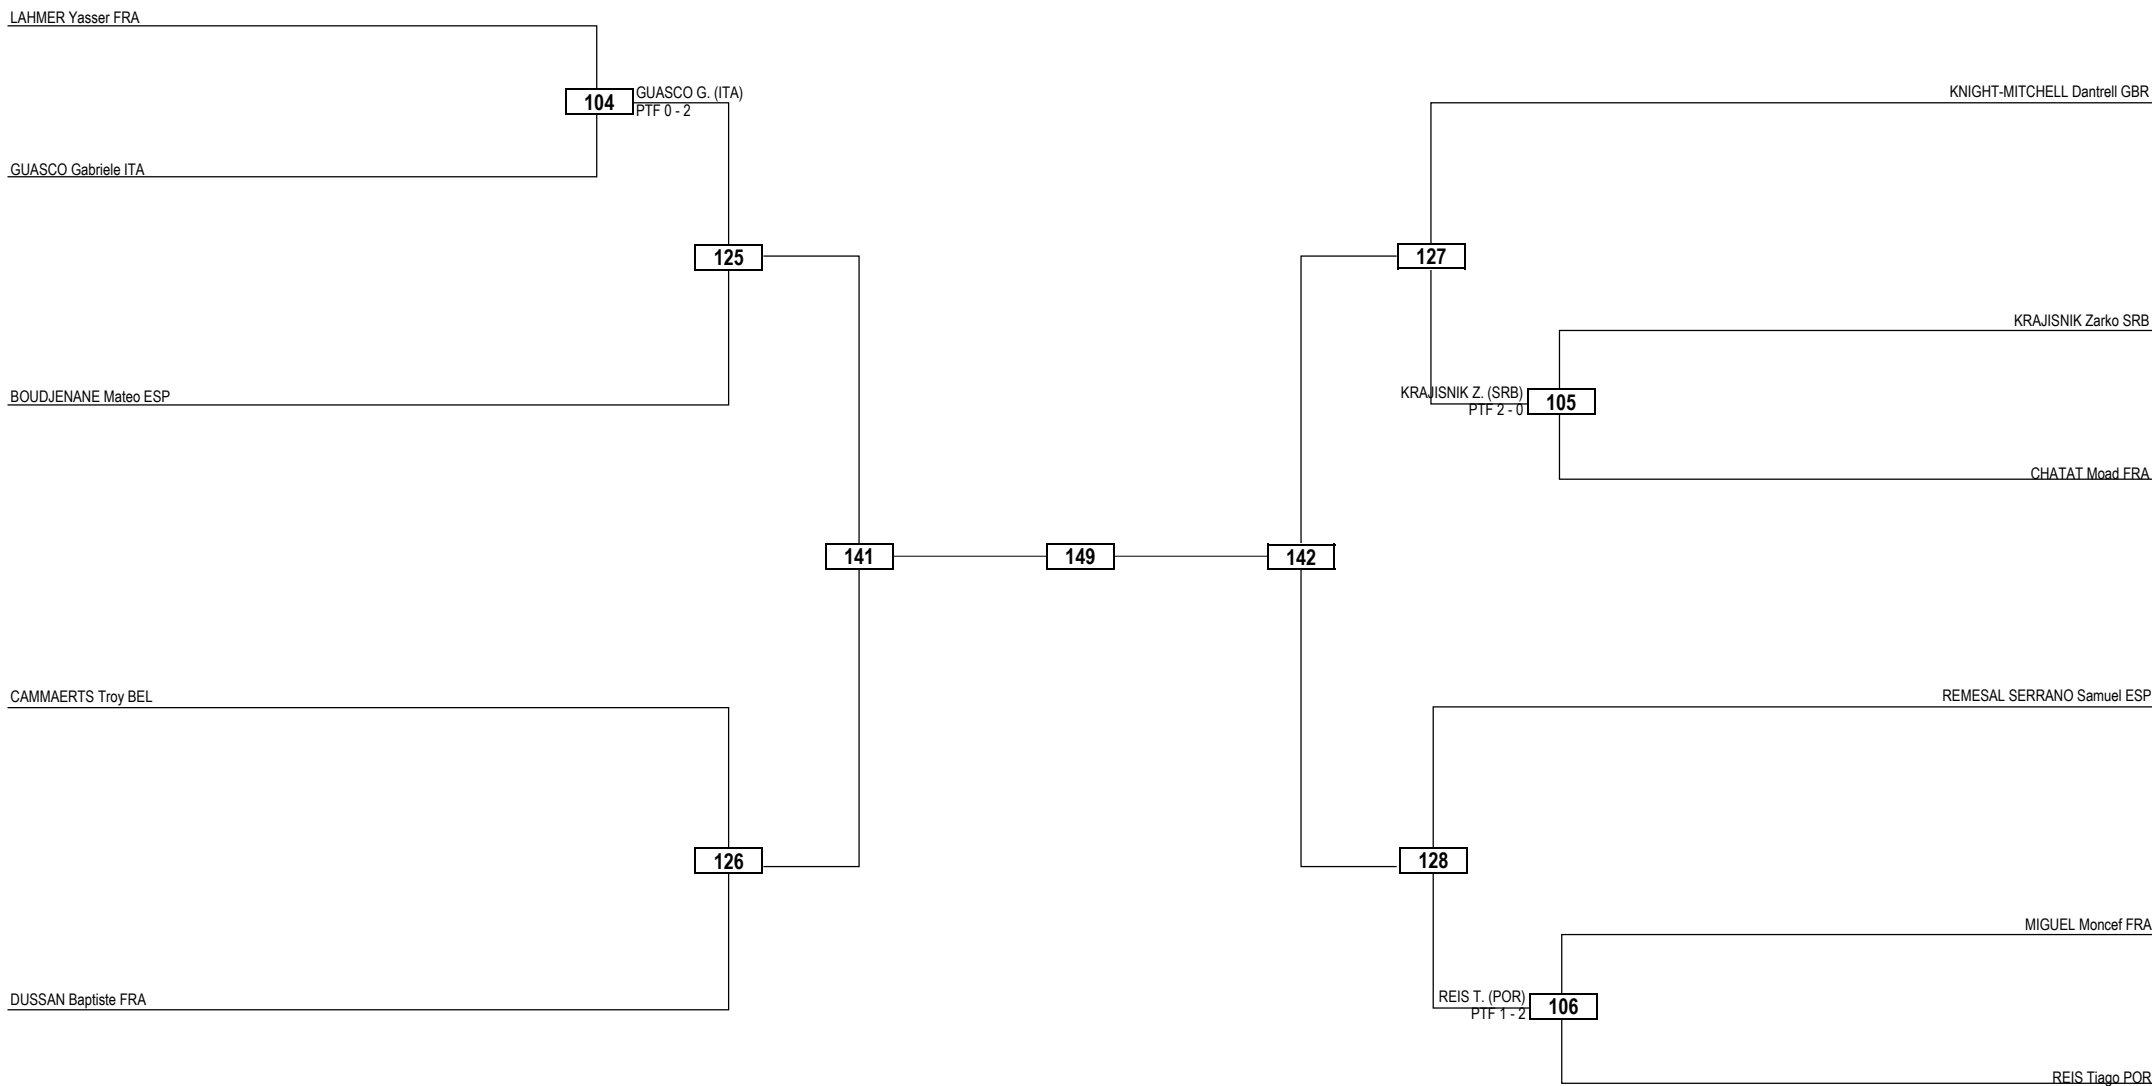 LAHMER Yasser FRA
104
GUASCO G. (ITA)
PTF 0 - 2
GUASCO Gabriele ITA
125
BOUDJENANE Mateo ESP
141
149
142
CAMMAERTS Troy BEL
126
DUSSAN Baptiste FRA
KNIGHT-MITCHELL Dantrell GBR
127
KRAJISNIK Zarko SRB
KRAJISNIK Z. (SRB)
PTF 2 - 0
105
CHATAT Moad FRA
REMESAL SERRANO Samuel ESP
128
MIGUEL Moncef FRA
REIS T. (POR)
PTF 1 - 2
106
REIS Tiago POR